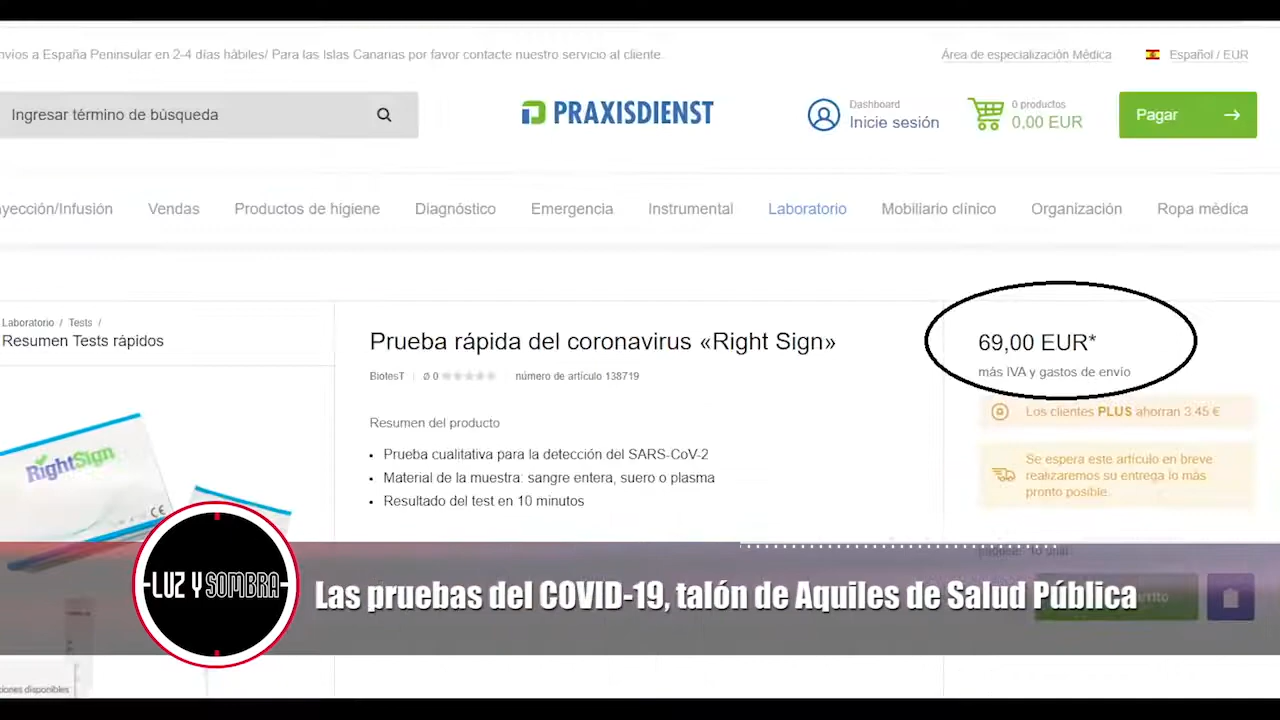 nvíos a España Peninsular en 2-4 días hábiles/ Para las Islas Canarias por favor contacte nuestro servicio al cliente.
Área de especialización Médica
Español / EUR
Ingresar término de búsqueda
PRAXISDIENST
Dashboard
Inicie sesión
0 productos
0,00 EUR
Pagar
nyección/Infusión
Vendas
Productos de higiene
Diagnóstico
Emergencia
Instrumental
Laboratorio
Mobiliario clínico
Organización
Ropa médica
Laboratorio / Tests /
Resumen Tests rápidos
Prueba rápida del coronavirus «Right Sign»
BiotesT
Ø 0
número de artículo 138719
69,00 EUR*
más IVA y gastos de envío
Los clientes PLUS ahorran 3.45 €
Resumen del producto
• Prueba cualitativa para la detección del SARS-CoV-2
• Material de la muestra: sangre entera, suero o plasma
• Resultado del test en 10 minutos
Se espera este artículo en breve
realizaremos su entrega lo más
pronto posible.
RightSign
CE
LUZ Y SOMBRA
Las pruebas del COVID-19, talón de Aquiles de Salud Pública
ciones disponibles